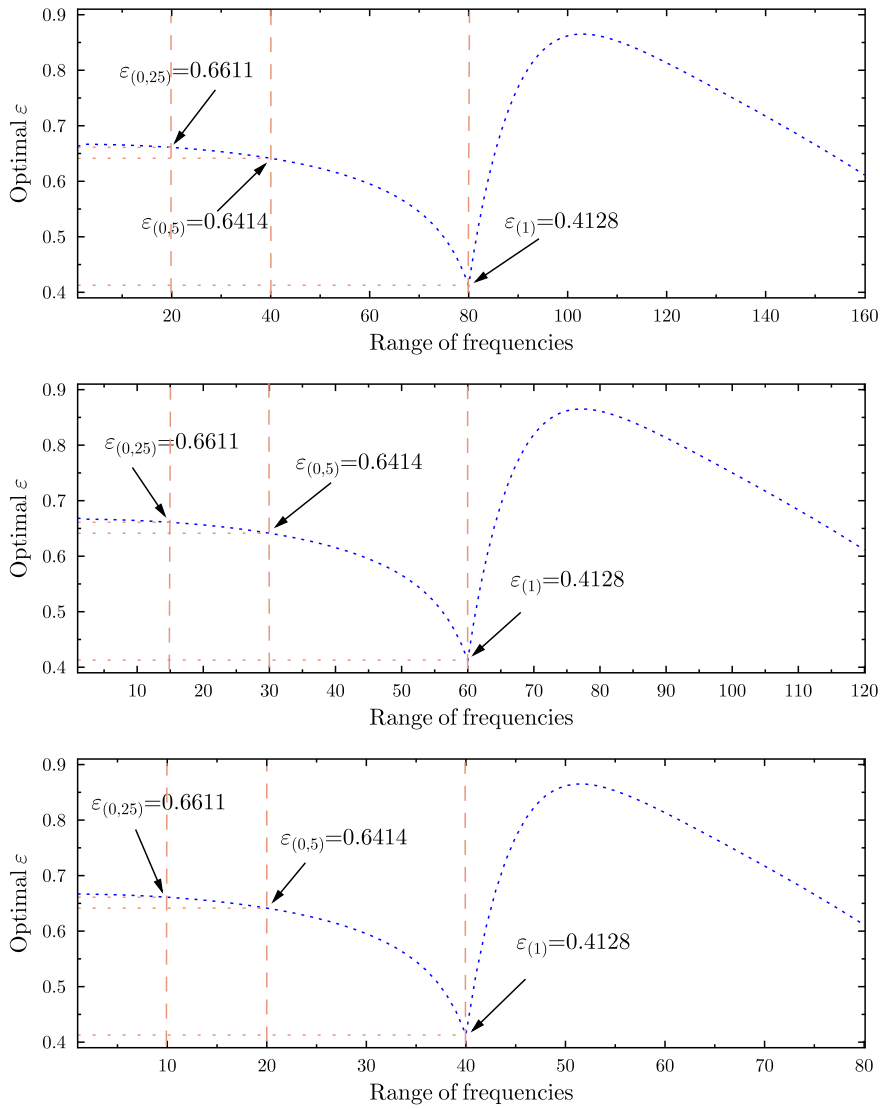 0.9
0.8
0.7
0.6
0.5
0.4
Optimal ε
ε(0,25)=0.6611
ε(0,5)=0.6414
ε(1)=0.4128
20 40 60 80 100 120 140 160
Range of frequencies
0.9
0.8
0.7
0.6
0.5
0.4
Optimal ε
ε(0,25)=0.6611
ε(0,5)=0.6414
ε(1)=0.4128
10 20 30 40 50 60 70 80 90 100 110 120
Range of frequencies
0.9
0.8
0.7
0.6
0.5
0.4
Optimal ε
ε(0,25)=0.6611
ε(0,5)=0.6414
ε(1)=0.4128
10 20 30 40 50 60 70 80
Range of frequencies